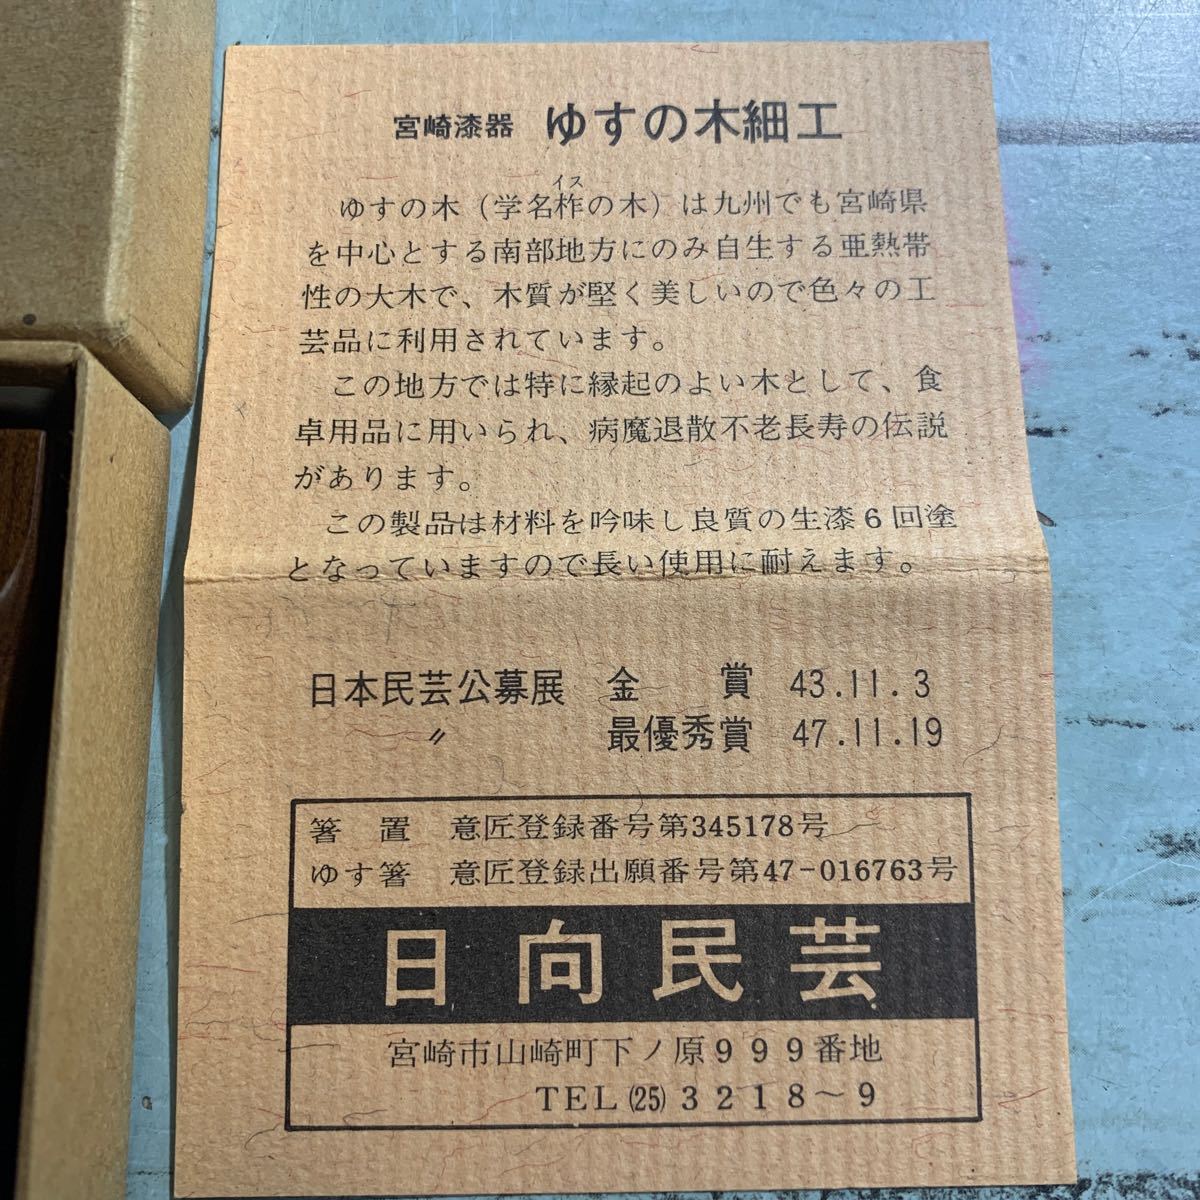 宮崎漆器 ゆすの木細工
ゆすの木（学名柞の木）は九州でも宮崎県
イス
を中心とする南部地方にのみ自生する亜熱帯
性の大木で、木質が堅く美しいので色々の工
芸品に利用されています。
この地方では特に縁起のよい木として、食
卓用品に用いられ、病魔退散不老長寿の伝説
があります。
この製品は材料を吟味し良質の生漆6回塗
となっていますので長い使用に耐えます。
日本民芸公募展 金賞 43.11.3
〃 最優秀賞 47.11.19
箸置 意匠登録番号第345178号
ゆす箸 意匠登録出願番号第47-016763号
日向民芸
宮崎市山崎町下ノ原999番地
TEL(25)3218～9